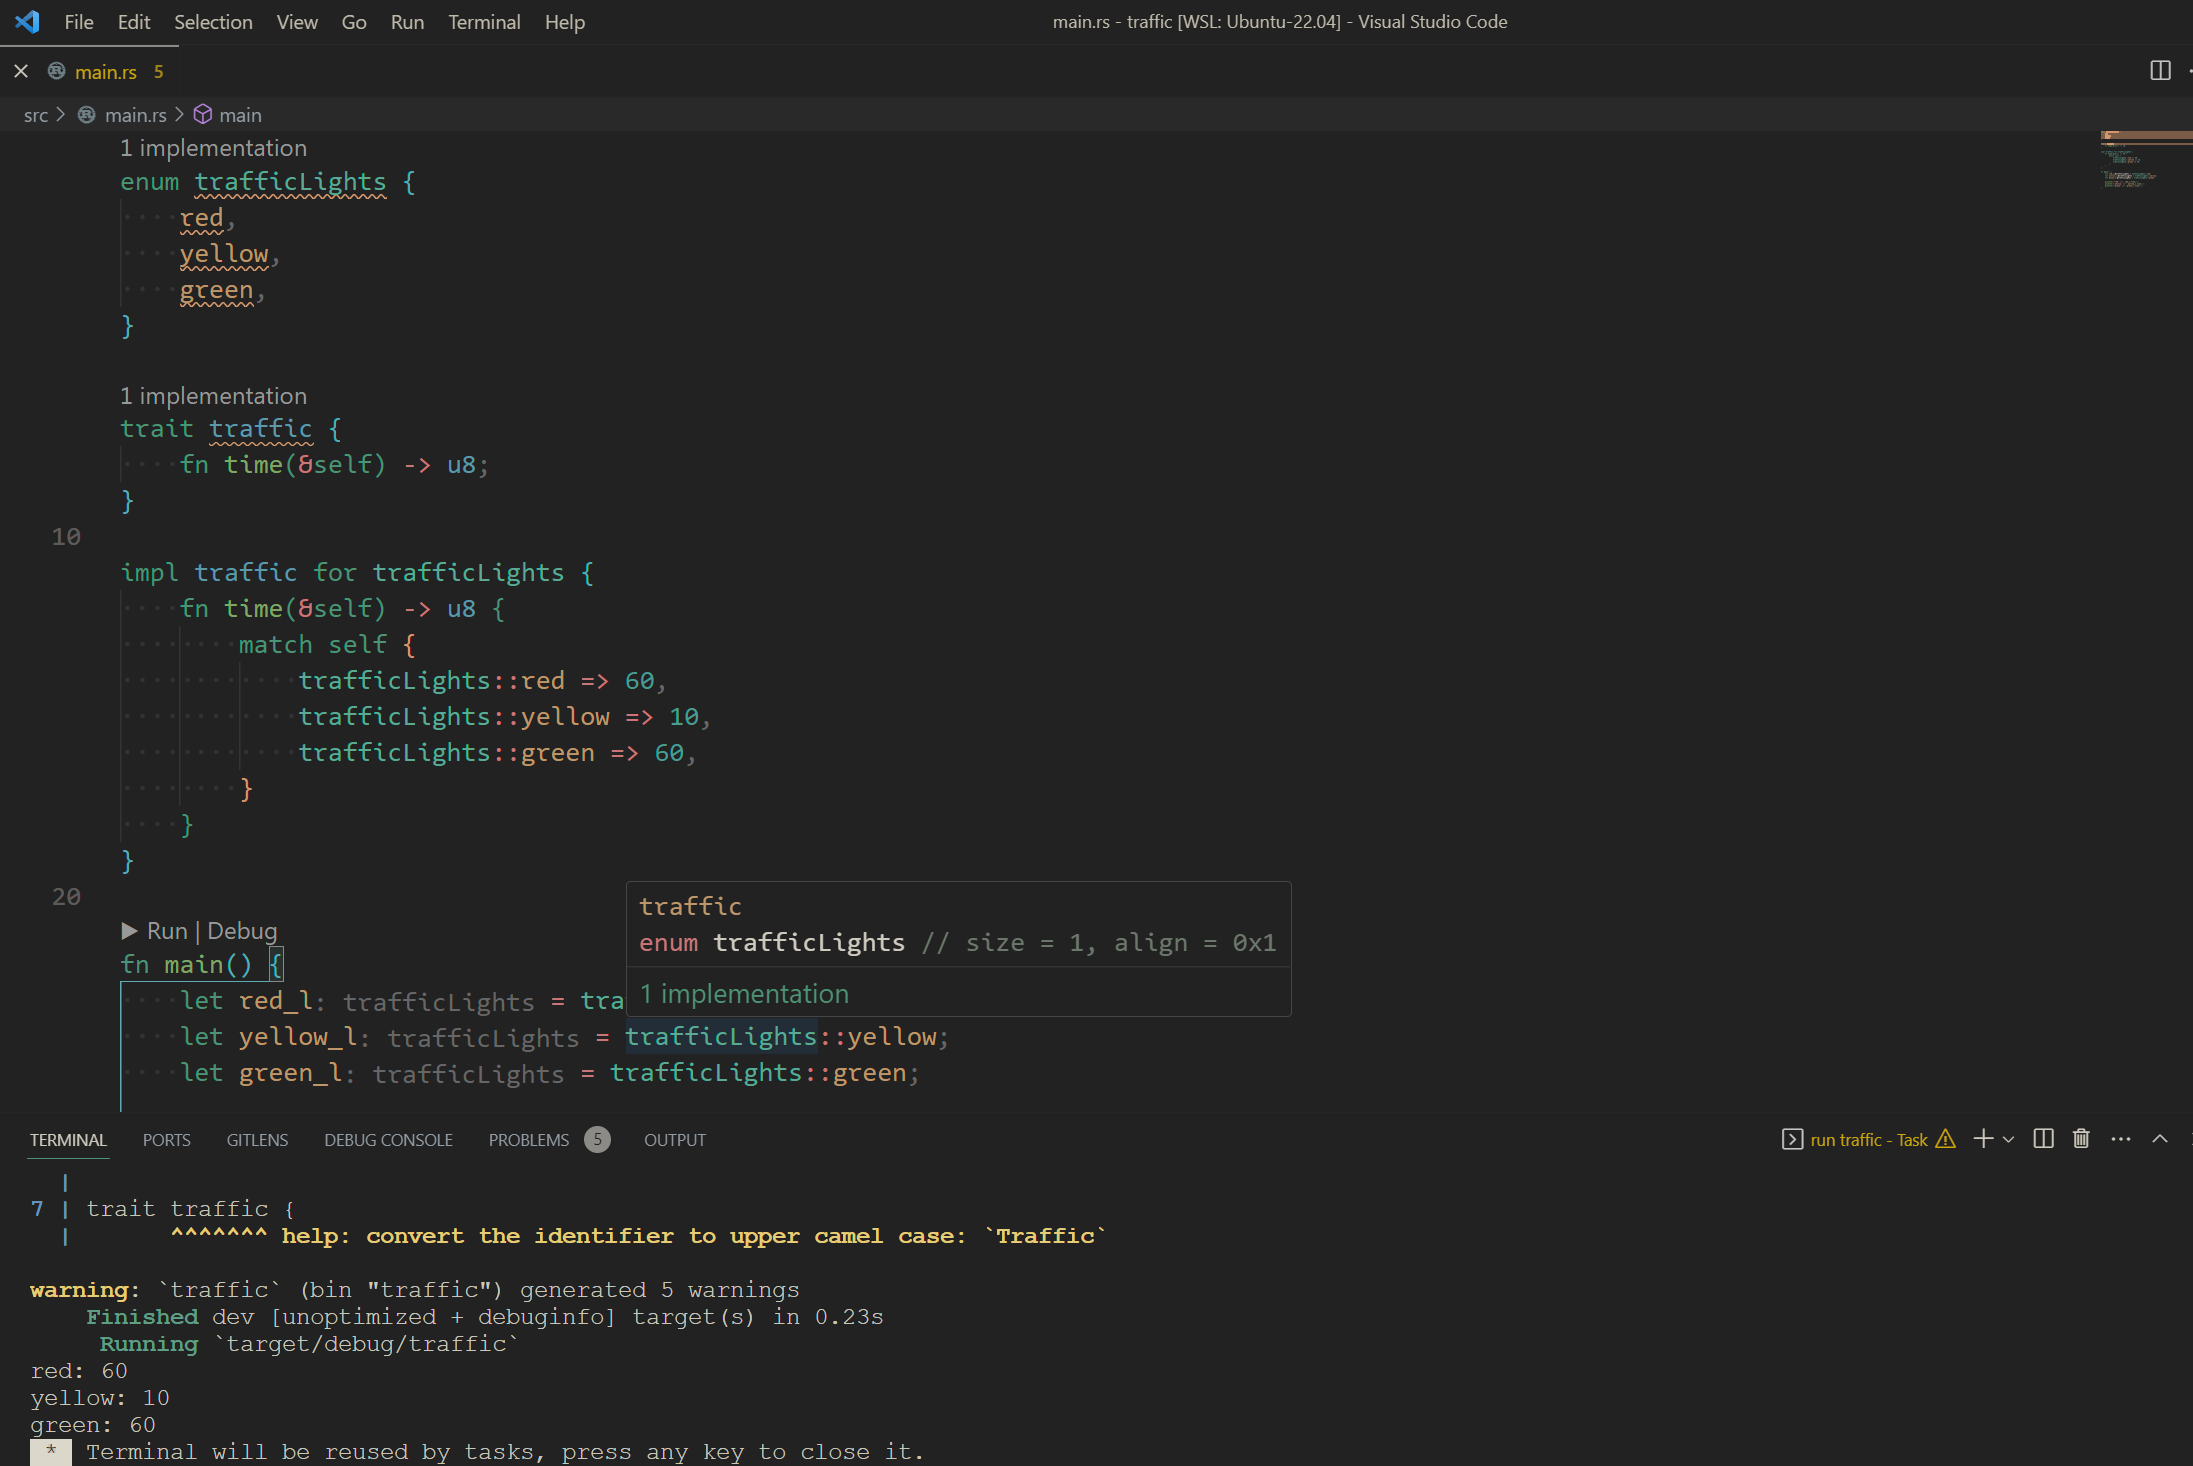 File Edit Selection View Go Run Terminal Help main.rs - traffic [WSL: Ubuntu-22.04] - Visual Studio Code
main.rs 5
src > main.rs > main
1 implementation
enum trafficLights {
red,
yellow,
green,
}
1 implementation
trait traffic {
fn time(&self) -> u8;
}
10
impl traffic for trafficLights {
fn time(&self) -> u8 {
match self {
trafficLights::red => 60,
trafficLights::yellow => 10,
trafficLights::green => 60,
}
}
}
20
traffic
enum trafficLights // size = 1, align = 0x1
1 implementation
Run | Debug
fn main() {
let red_l: trafficLights = tra
let yellow_l: trafficLights = trafficLights::yellow;
let green_l: trafficLights = trafficLights::green;
TERMINAL PORTS GITLENS DEBUG CONSOLE PROBLEMS 5 OUTPUT run traffic - Task
|
7 | trait traffic {
| ^^^^^^^ help: convert the identifier to upper camel case: `Traffic`
warning: `traffic` (bin "traffic") generated 5 warnings
Finished dev [unoptimized + debuginfo] target(s) in 0.23s
Running `target/debug/traffic`
red: 60
yellow: 10
green: 60
* Terminal will be reused by tasks, press any key to close it.